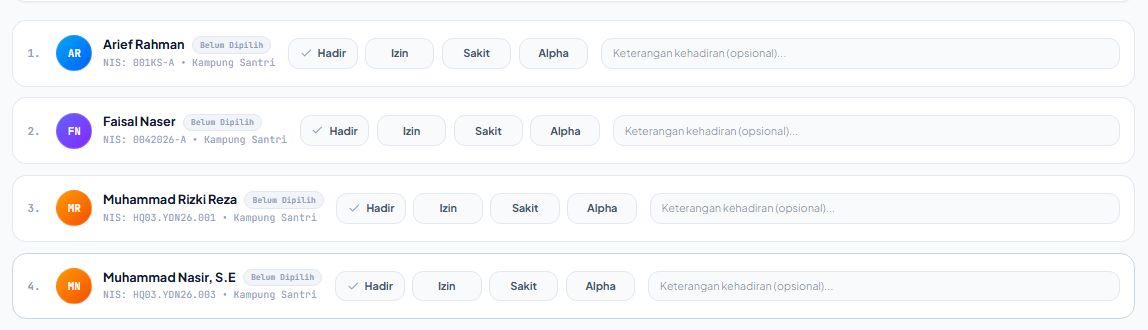 1. AR Arief Rahman Belum Dipilih Hadir Izin Sakit Alpha Keterangan kehadiran (opsional)...
NIS: 001KS-A • Kampung Santri
2. FN Faisal Naser Belum Dipilih Hadir Izin Sakit Alpha Keterangan kehadiran (opsional)...
NIS: 0042026-A • Kampung Santri
3. MR Muhammad Rizki Reza Belum Dipilih Hadir Izin Sakit Alpha Keterangan kehadiran (opsional)...
NIS: HQ03.YDN26.001 • Kampung Santri
4. MN Muhammad Nasir, S.E Belum Dipilih Hadir Izin Sakit Alpha Keterangan kehadiran (opsional)...
NIS: HQ03.YDN26.003 • Kampung Santri